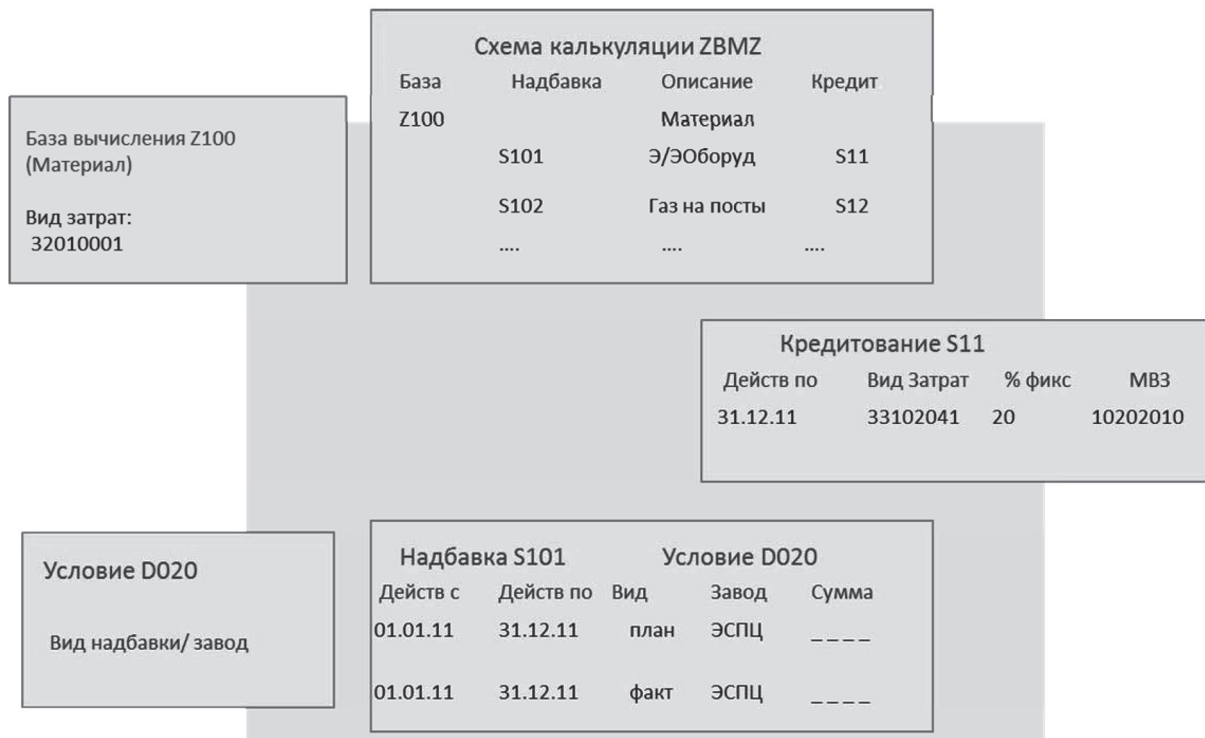 Схема калькуляции ZBMZ
База Надбавка Описание Кредит
Z100 Материал
S101 Э/ЭОборуд S11
S102 Газ на посты S12
.... .... ....
База вычисления Z100
(Материал)
Вид затрат:
32010001
Кредитование S11
Действ по Вид Затрат % фикс МВЗ
31.12.11 33102041 20 10202010
Условие D020
Вид надбавки/ завод
Надбавка S101 Условие D020
Действ с Действ по Вид Завод Сумма
01.01.11 31.12.11 план ЭСПЦ _ _ _ _
01.01.11 31.12.11 факт ЭСПЦ _ _ _ _